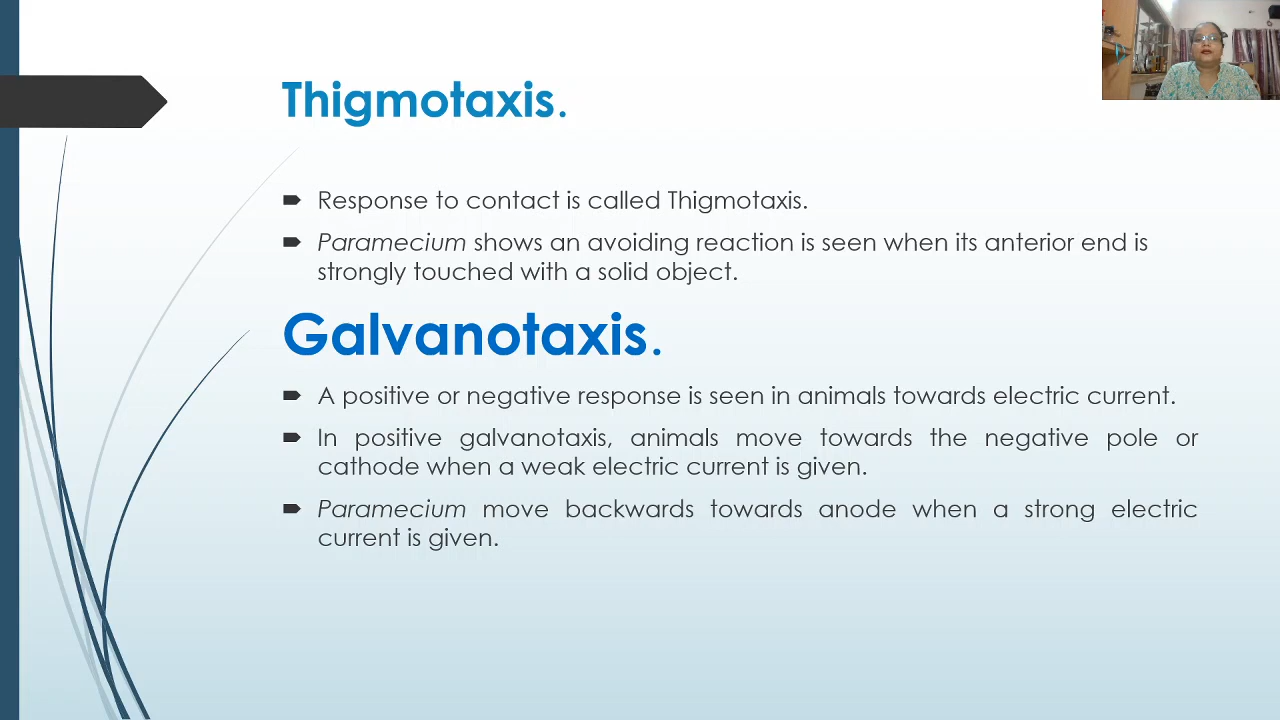 Thigmotaxis.
Response to contact is called Thigmotaxis.
Paramecium shows an avoiding reaction is seen when its anterior end is
strongly touched with a solid object.
Galvanotaxis.
A positive or negative response is seen in animals towards electric current.
In positive galvanotaxis, animals move towards the negative pole or
cathode when a weak electric current is given.
Paramecium move backwards towards anode when a strong electric
current is given.